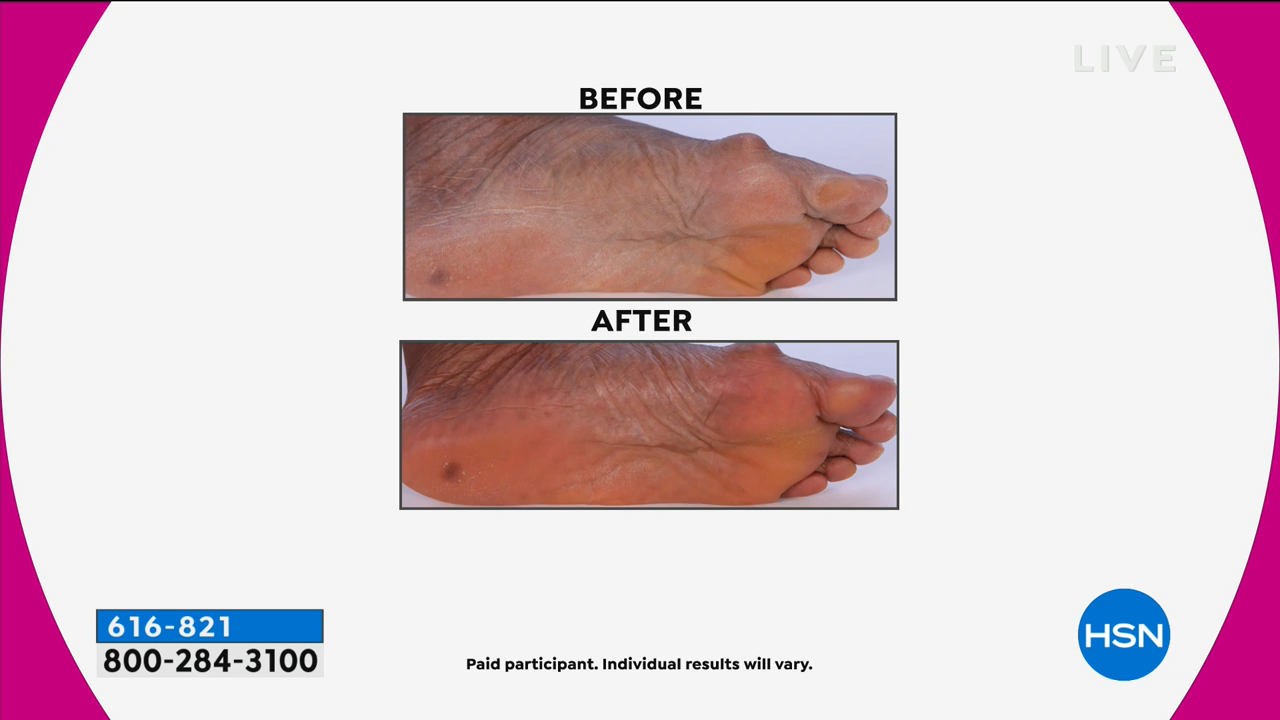 LIVE
BEFORE
AFTER
616-821
800-284-3100
Paid participant. Individual results will vary.
HSN